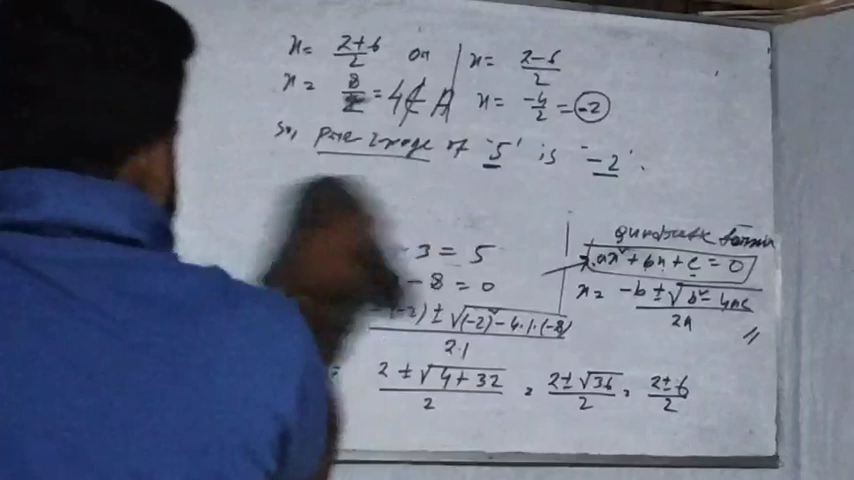 x = (2+6)/2 or | x = (2-6)/2
x = 8/2 = 4 ∉ A | x = -4/2 = -2
So, pre-image of '5' is '-2'.
- 3 = 5
- 8 = 0
(-2) ± √((-2)² - 4·1·(-8)) / 2·1
= (2 ± √(4+32))/2 = (2 ± √36)/2 = (2 ± 6)/2
ax² + bx + c = 0
x = (-b ± √(b² - 4ac))/2a